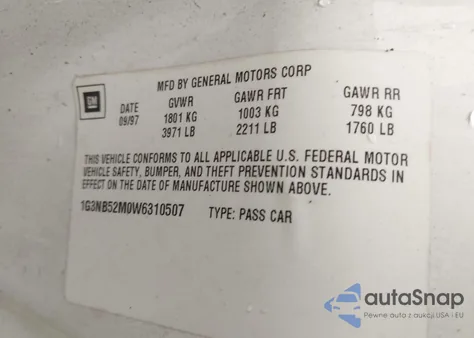 MFD BY GENERAL MOTORS CORP
GM
DATE GVWR GAWR FRT GAWR RR
09/97 1801 KG 1003 KG 798 KG
3971 LB 2211 LB 1760 LB
THIS VEHICLE CONFORMS TO ALL APPLICABLE U.S. FEDERAL MOTOR
VEHICLE SAFETY, BUMPER, AND THEFT PREVENTION STANDARDS IN
EFFECT ON THE DATE OF MANUFACTURE SHOWN ABOVE.
1G3NB52M0W6310507 TYPE: PASS CAR
autoSnap
Pewne auta z aukcji USA i EU